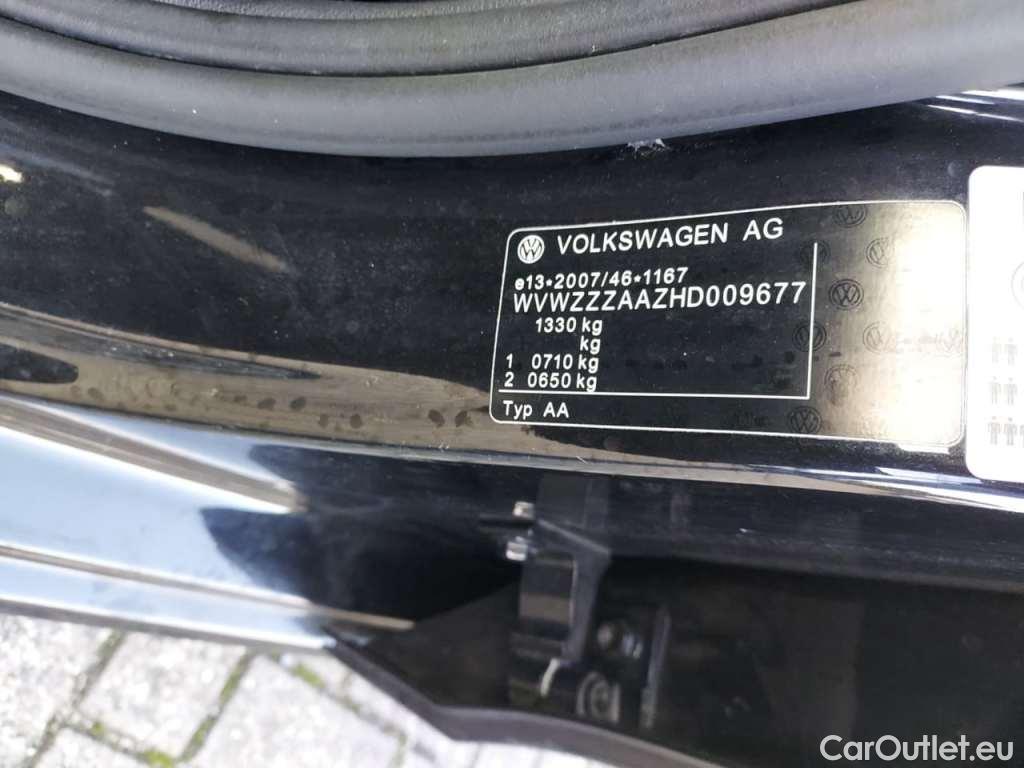 VOLKSWAGEN AG
e13*2007/46*1167
WVWZZZAAZHD009677
1330 kg
kg
1 0710 kg
2 0650 kg
Typ AA
CarOutlet.eu